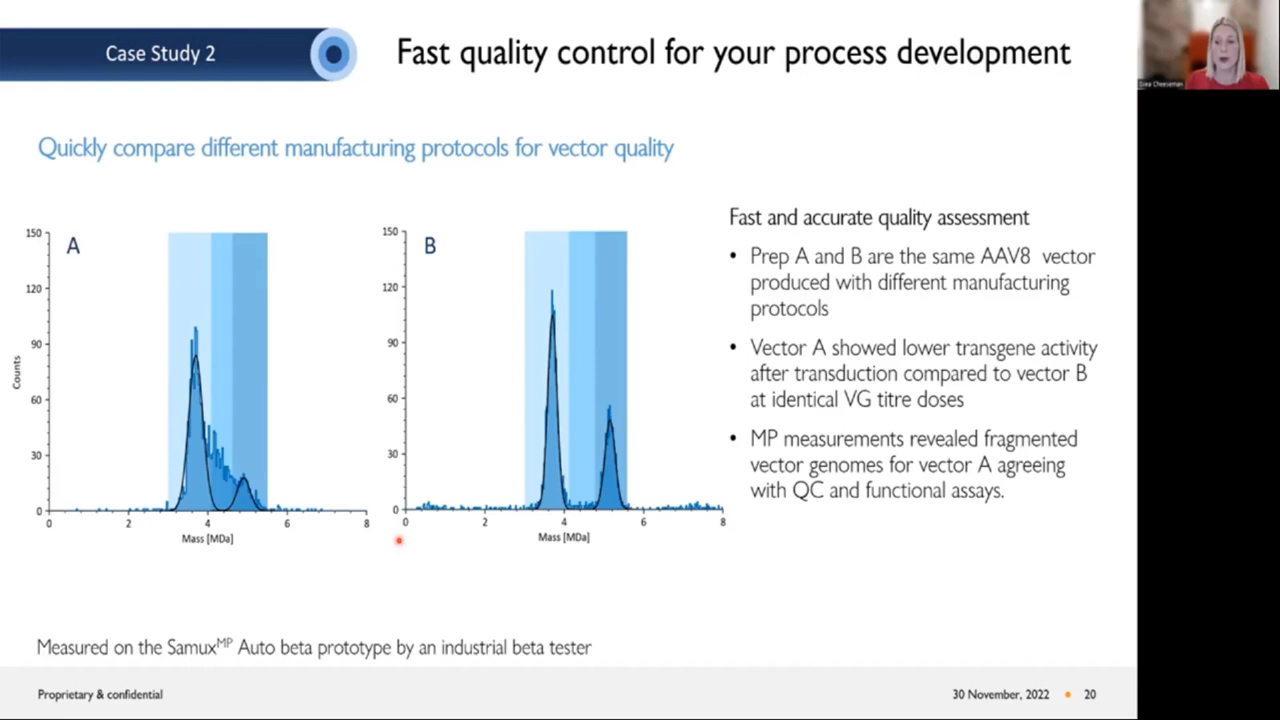 Case Study 2
Fast quality control for your process development
Quickly compare different manufacturing protocols for vector quality
A
150
120
90
60
30
0
Counts
0 2 4 6 8
Mass [MDa]
B
150
120
90
60
30
0
0 2 4 6 8
Mass [MDa]
Fast and accurate quality assessment
• Prep A and B are the same AAV8 vector
produced with different manufacturing
protocols
• Vector A showed lower transgene activity
after transduction compared to vector B
at identical VG titre doses
• MP measurements revealed fragmented
vector genomes for vector A agreeing
with QC and functional assays.
Measured on the Samuxᴹᴾ Auto beta prototype by an industrial beta tester
Proprietary & confidential
30 November, 2022 • 20
Cheeseman